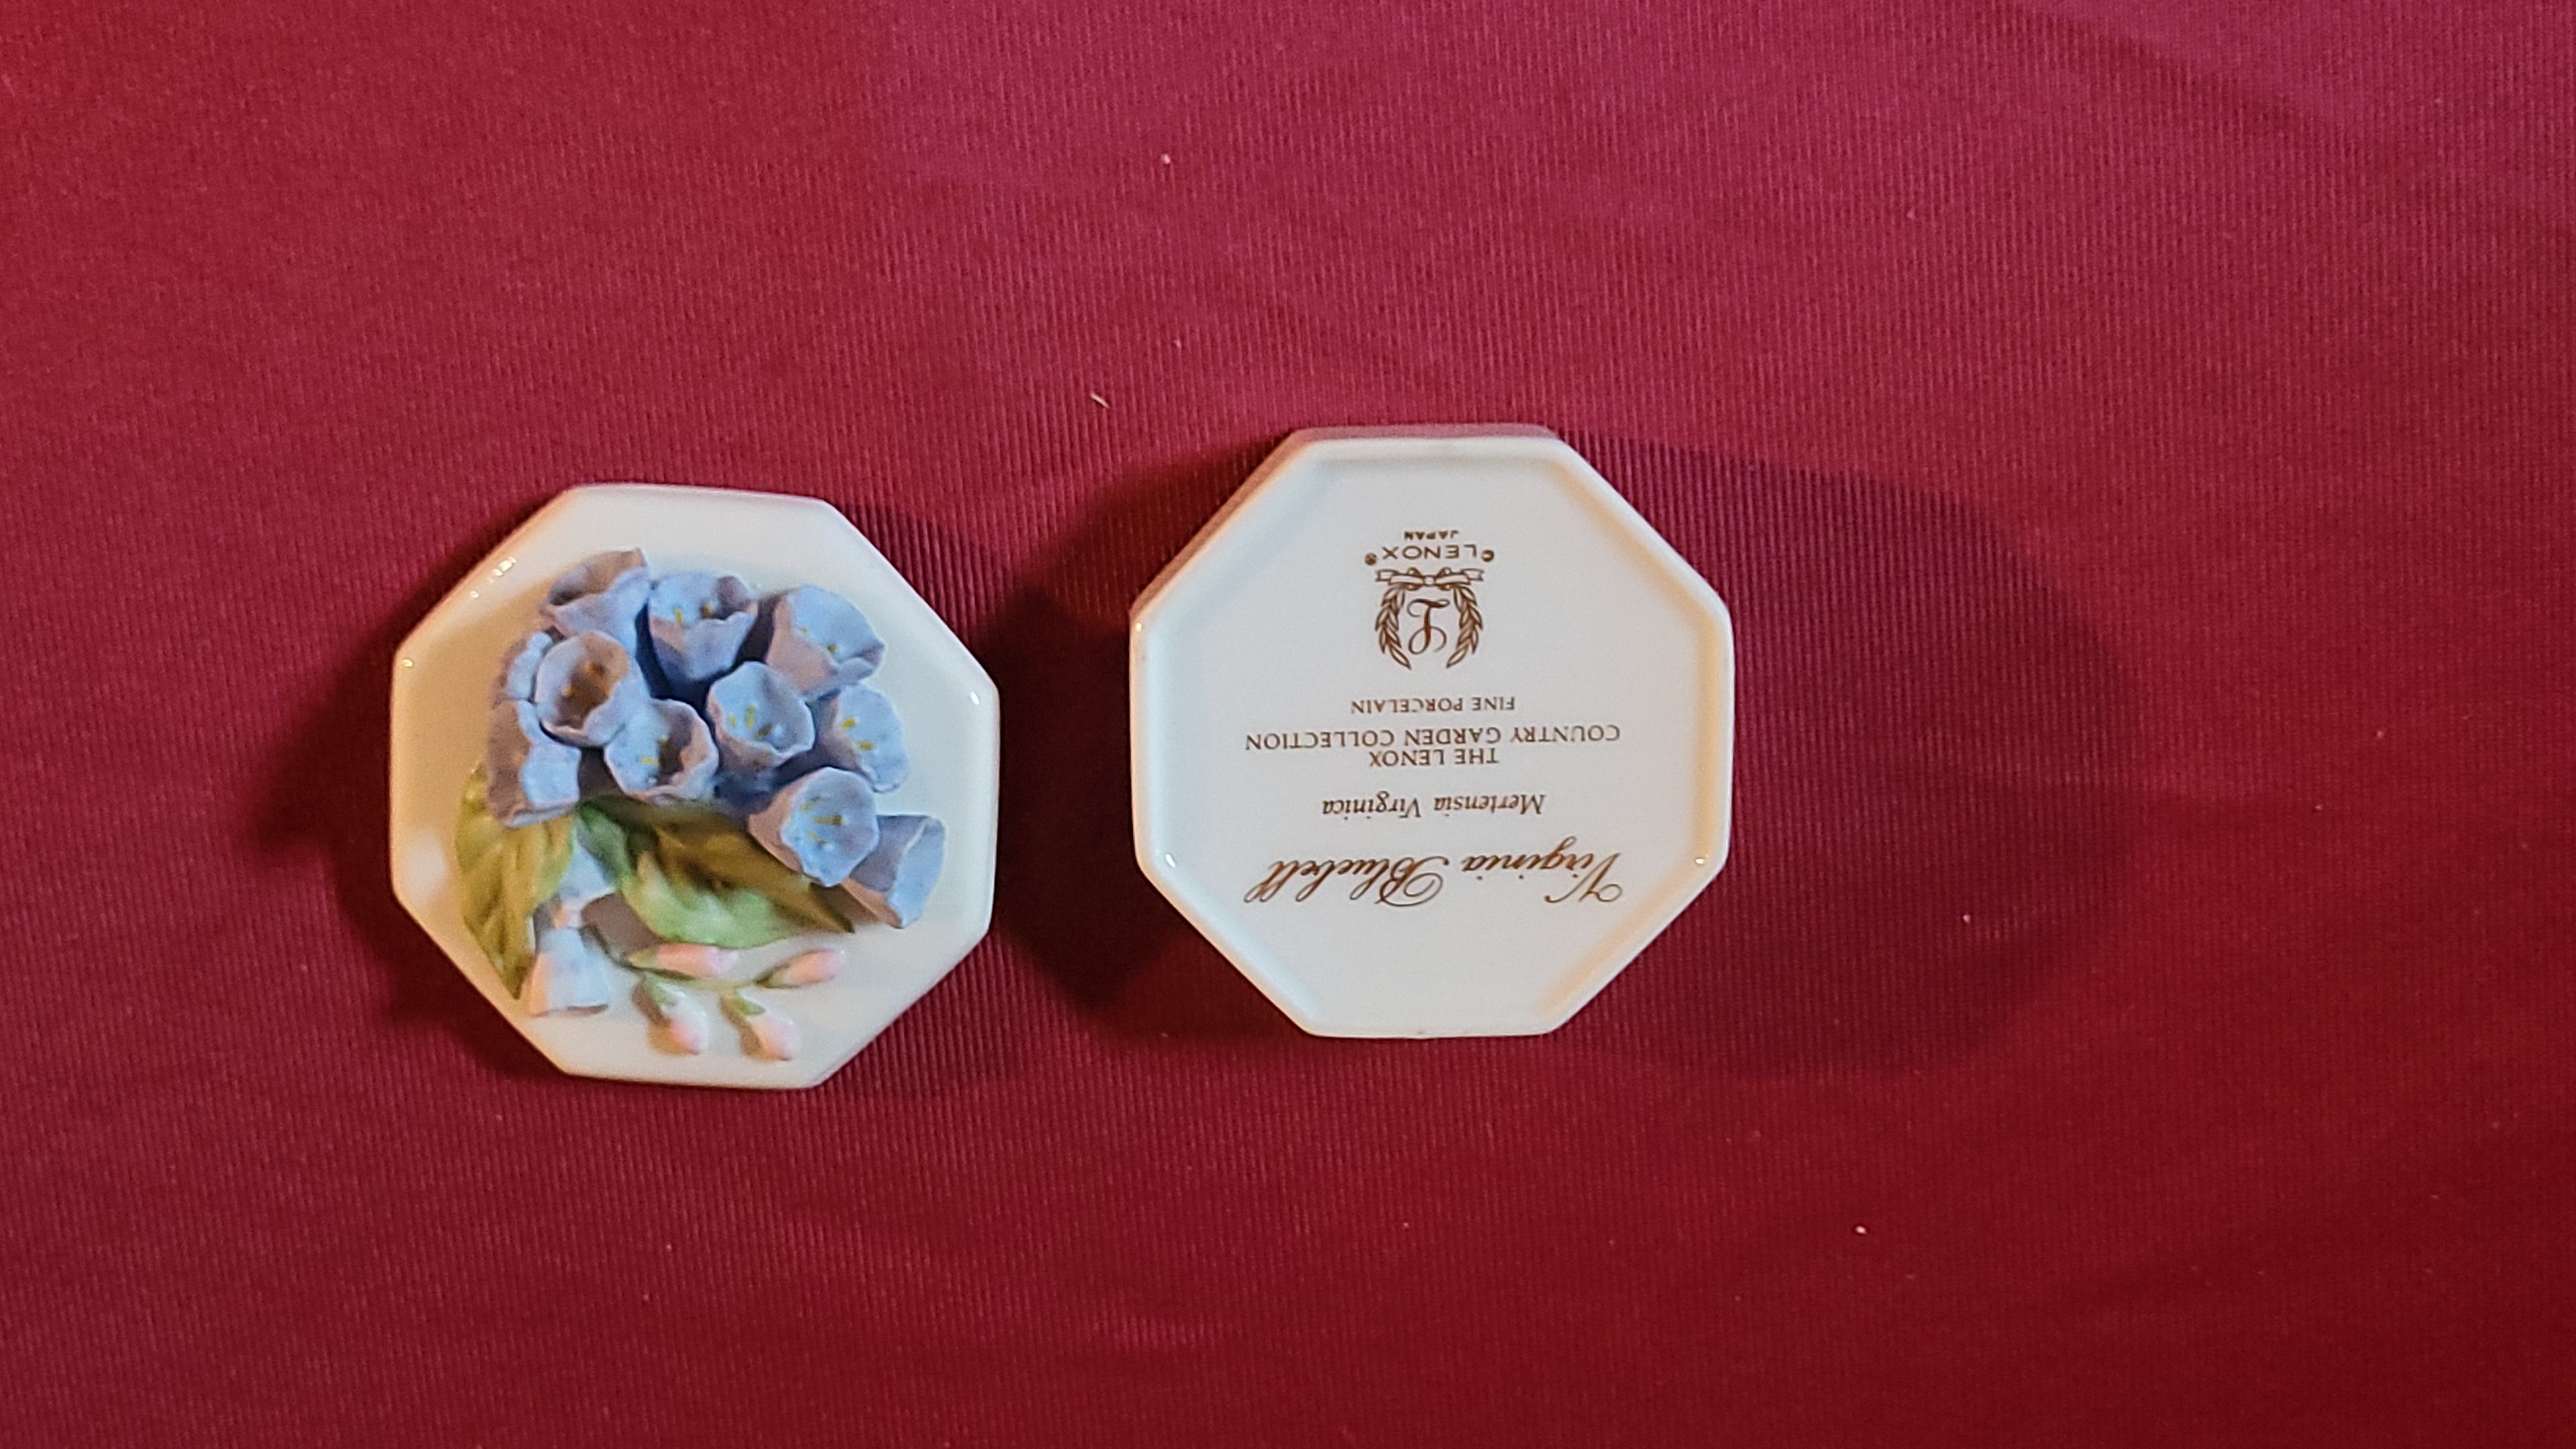 Virginia Bluebell
Mertensia Virginica
THE LENOX
COUNTRY GARDEN COLLECTION
FINE PORCELAIN
L
©LENOX®
JAPAN